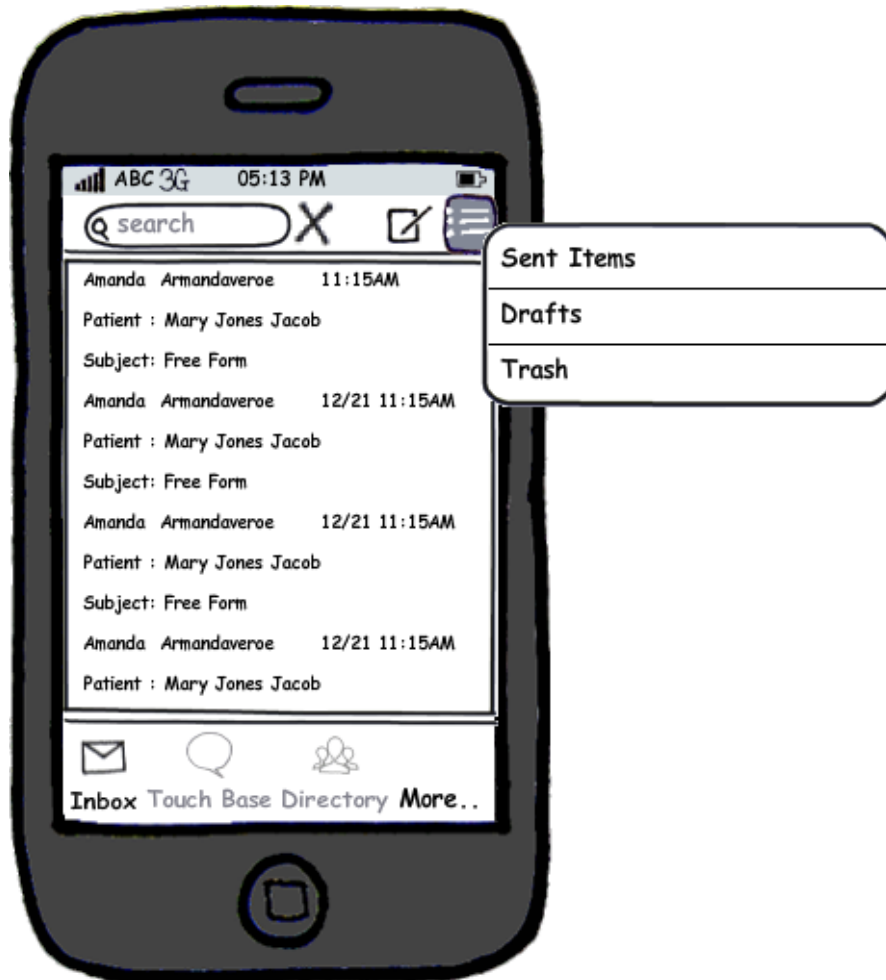 ABC 3G 05:13 PM
search
Sent Items
Drafts
Trash
Amanda Armandaveroe 11:15AM
Patient : Mary Jones Jacob
Subject: Free Form
Amanda Armandaveroe 12/21 11:15AM
Patient : Mary Jones Jacob
Subject: Free Form
Amanda Armandaveroe 12/21 11:15AM
Patient : Mary Jones Jacob
Subject: Free Form
Amanda Armandaveroe 12/21 11:15AM
Patient : Mary Jones Jacob
Inbox Touch Base Directory More..